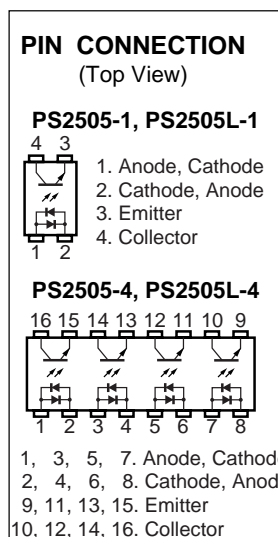 PIN CONNECTION
(Top View)
PS2505-1, PS2505L-1
4 3
1. Anode, Cathode
2. Cathode, Anode
3. Emitter
4. Collector
1 2
PS2505-4, PS2505L-4
16 15 14 13 12 11 10 9
1 2 3 4 5 6 7 8
1, 3, 5, 7. Anode, Cathod
2, 4, 6, 8. Cathode, Anod
9, 11, 13, 15. Emitter
10, 12, 14, 16. Collector